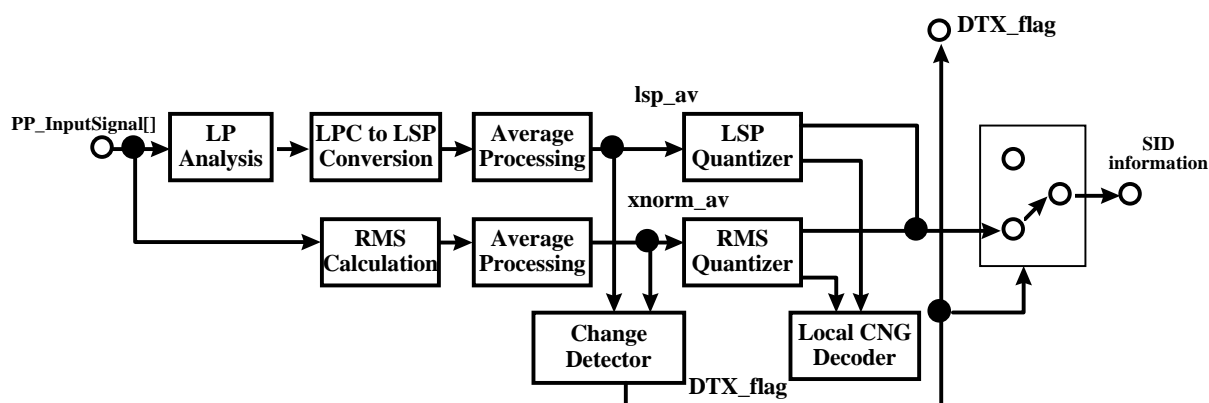 DTX_flag
lsp_av
PP_InputSignal[]
LP
Analysis
LPC to LSP
Conversion
Average
Processing
LSP
Quantizer
SID
information
xnorm_av
RMS
Calculation
Average
Processing
RMS
Quantizer
Change
Detector
Local CNG
Decoder
DTX_flag